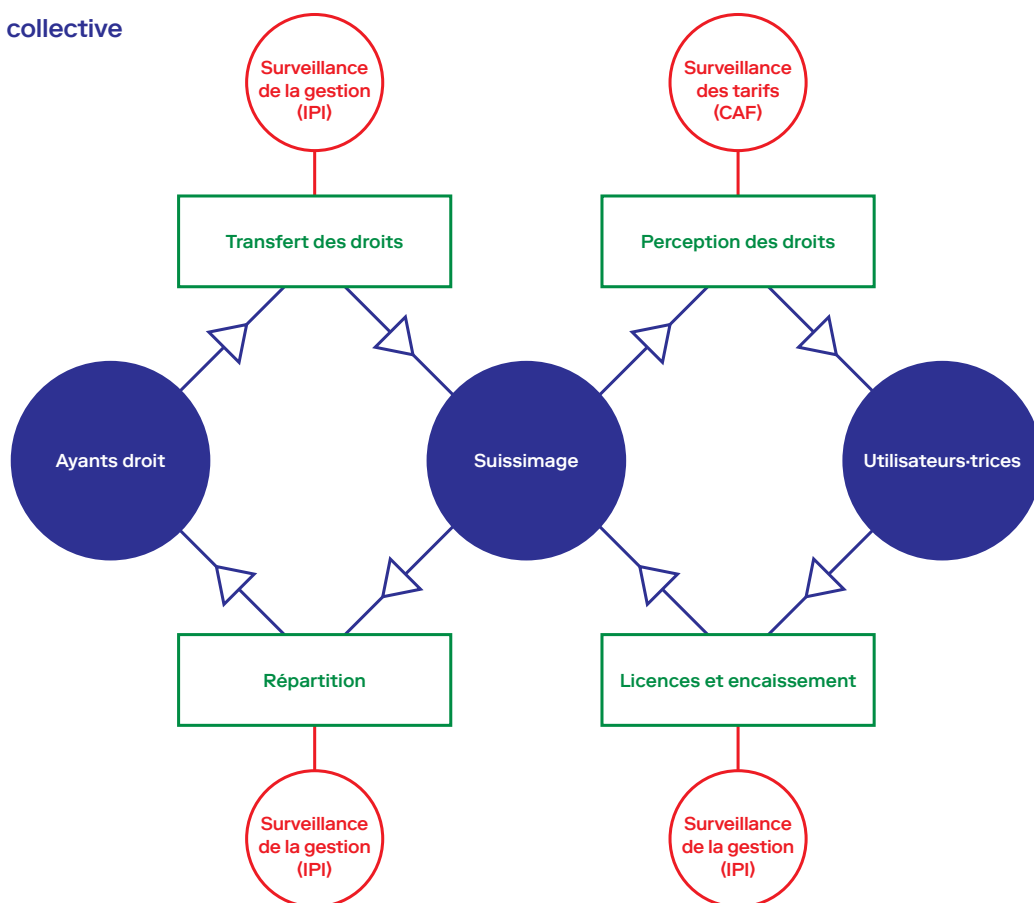 collective
Surveillance
de la gestion
(IPI)
Surveillance
des tarifs
(CAF)
Transfert des droits
Perception des droits
Ayants droit
Suissimage
Utilisateurs·trices
Répartition
Licences et encaissement
Surveillance
de la gestion
(IPI)
Surveillance
de la gestion
(IPI)